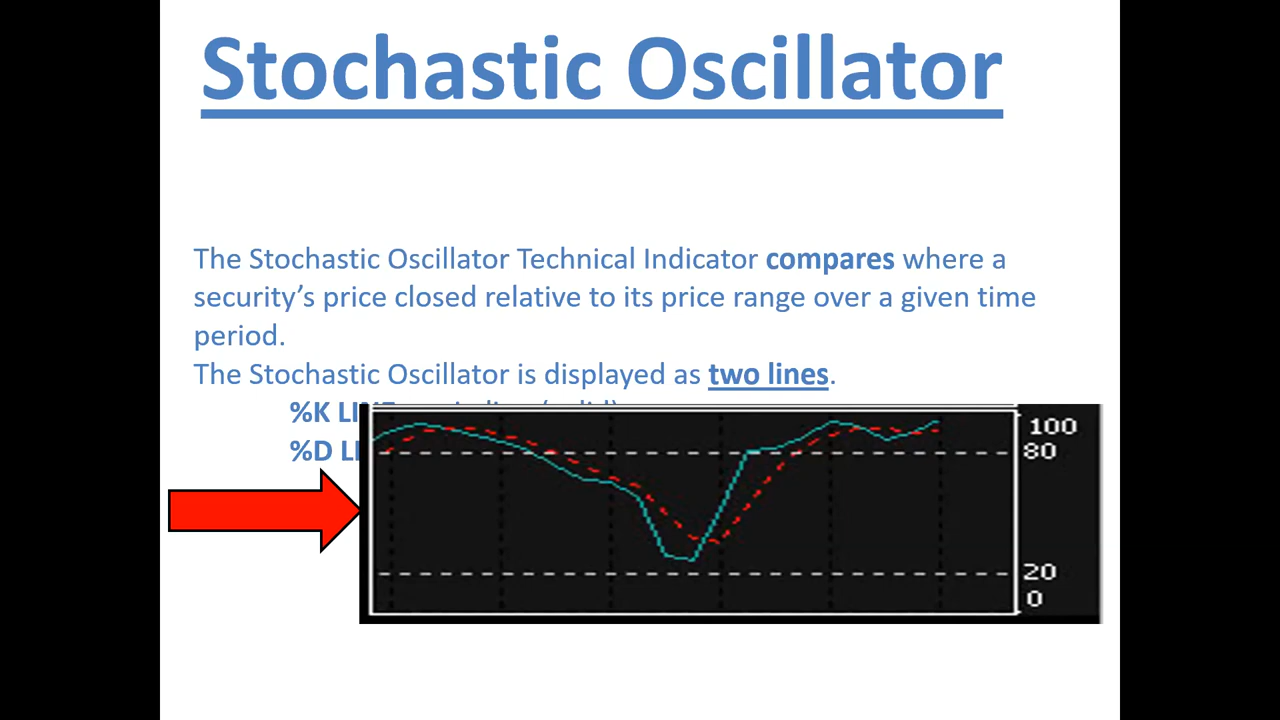 Stochastic Oscillator
The Stochastic Oscillator Technical Indicator compares where a
security’s price closed relative to its price range over a given time
period.
The Stochastic Oscillator is displayed as two lines.
%K
%D
100
80
20
0